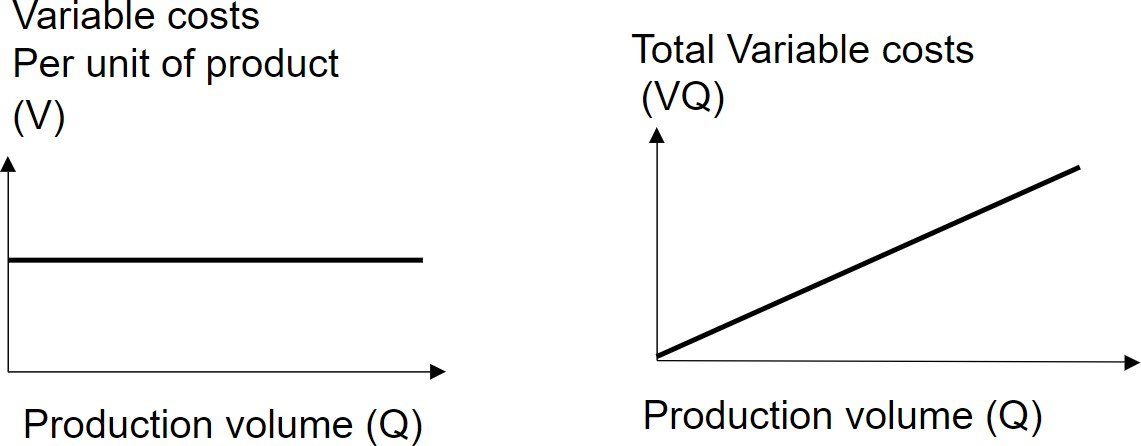 Variable costs
Per unit of product
(V)
Production volume (Q)
Total Variable costs
(VQ)
Production volume (Q)